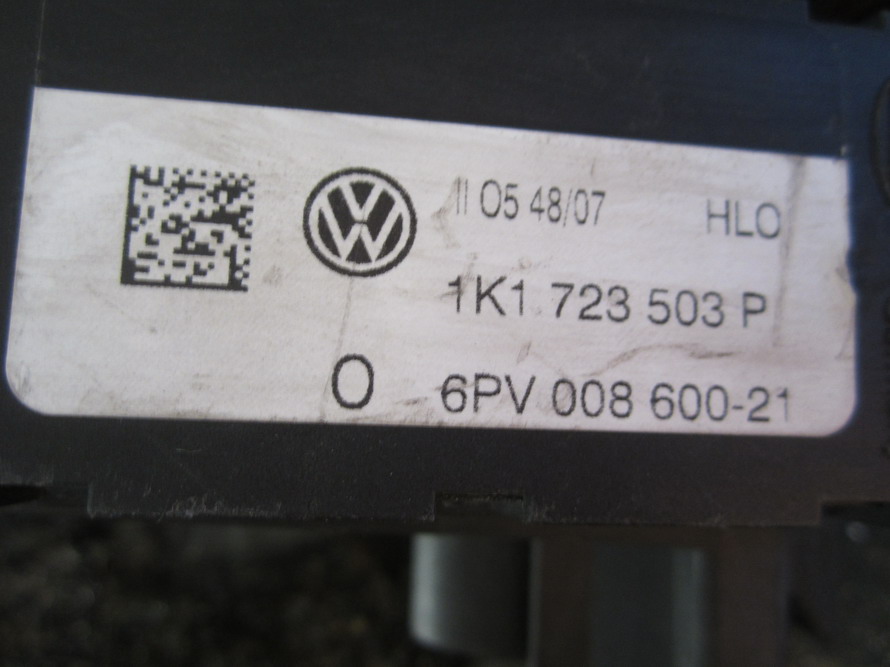 II 05 48/07 HLO
1K1 723 503 P
O 6PV 008 600-21